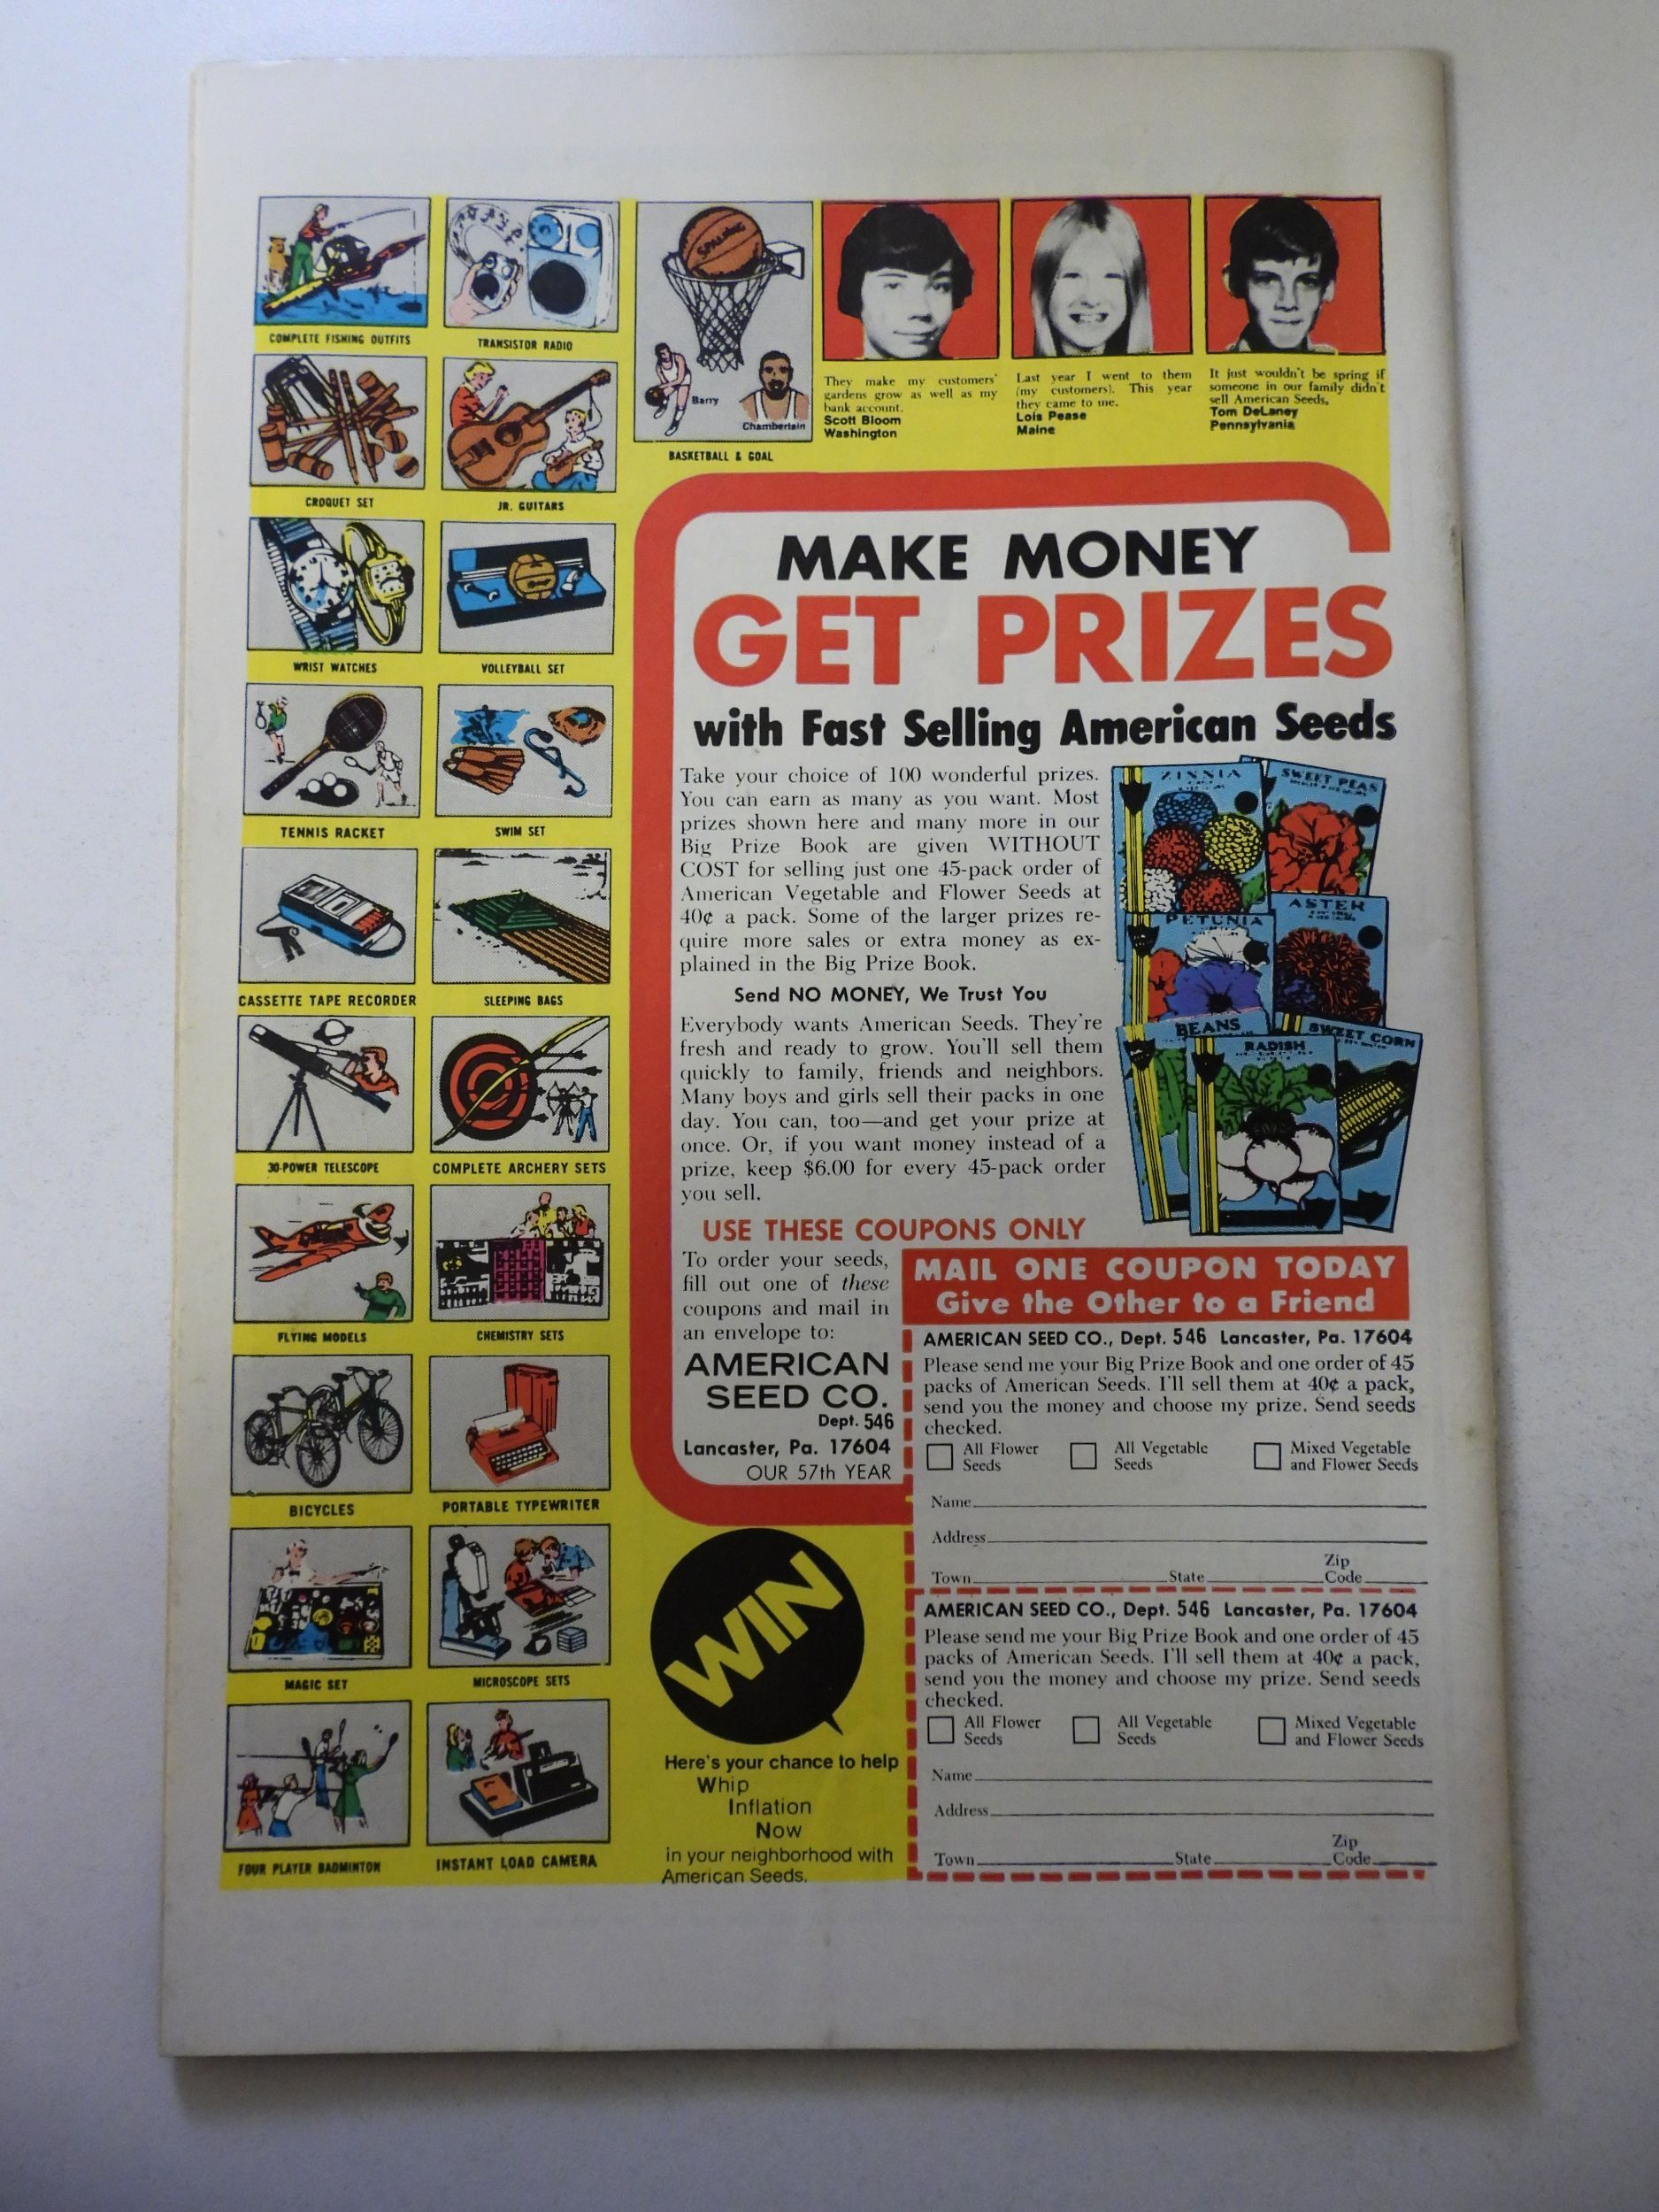 COMPLETE FISHING OUTFITS
TRANSISTOR RADIO
SPALDING
Barry
Chamberlain
BASKETBALL & GOAL
They make my customers'
gardens grow as well as my
bank account.
Scott Bloom
Washington
Last year I went to them
(my customers). This year
they came to me.
Lois Pease
Maine
It just wouldn't be spring if
someone in our family didn't
sell American Seeds.
Tom DeLaney
Pennsylvania
CROQUET SET
JR. GUITARS
WRIST WATCHES
VOLLEYBALL SET
TENNIS RACKET
SWIM SET
CASSETTE TAPE RECORDER
SLEEPING BAGS
30-POWER TELESCOPE
COMPLETE ARCHERY SETS
FLYING MODELS
CHEMISTRY SETS
BICYCLES
PORTABLE TYPEWRITER
MAGIC SET
MICROSCOPE SETS
FOUR PLAYER BADMINTON
INSTANT LOAD CAMERA
MAKE MONEY
GET PRIZES
with Fast Selling American Seeds
Take your choice of 100 wonderful prizes.
You can earn as many as you want. Most
prizes shown here and many more in our
Big Prize Book are given WITHOUT
COST for selling just one 45-pack order of
American Vegetable and Flower Seeds at
40¢ a pack. Some of the larger prizes re-
quire more sales or extra money as ex-
plained in the Big Prize Book.
Send NO MONEY, We Trust You
Everybody wants American Seeds. They're
fresh and ready to grow. You'll sell them
quickly to family, friends and neighbors.
Many boys and girls sell their packs in one
day. You can, too—and get your prize at
once. Or, if you want money instead of a
prize, keep $6.00 for every 45-pack order
you sell.
ZINNIA
SWEET PEAS
PETUNIA
ASTER
BEANS
RADISH
SWEET CORN
USE THESE COUPONS ONLY
To order your seeds,
fill out one of these
coupons and mail in
an envelope to:
AMERICAN
SEED CO.
Dept. 546
Lancaster, Pa. 17604
OUR 57th YEAR
MAIL ONE COUPON TODAY
Give the Other to a Friend
AMERICAN SEED CO., Dept. 546 Lancaster, Pa. 17604
Please send me your Big Prize Book and one order of 45
packs of American Seeds. I'll sell them at 40¢ a pack,
send you the money and choose my prize. Send seeds
checked.
All Flower Seeds
All Vegetable Seeds
Mixed Vegetable and Flower Seeds
Name
Address
Town State Zip Code
AMERICAN SEED CO., Dept. 546 Lancaster, Pa. 17604
Please send me your Big Prize Book and one order of 45
packs of American Seeds. I'll sell them at 40¢ a pack,
send you the money and choose my prize. Send seeds
checked.
All Flower Seeds
All Vegetable Seeds
Mixed Vegetable and Flower Seeds
Name
Address
Town State Zip Code
WIN
Here's your chance to help
Whip
Inflation
Now
in your neighborhood with
American Seeds.